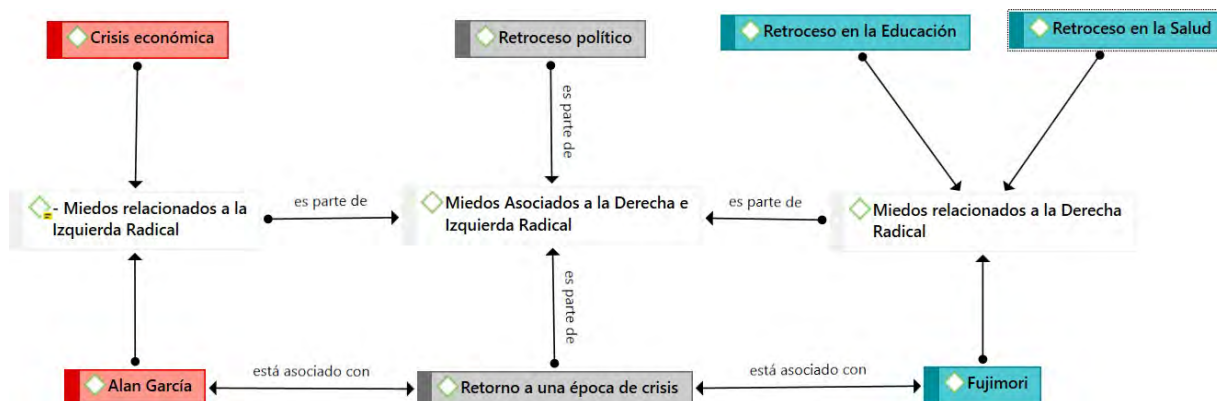 Crisis económica
Retroceso político
Retroceso en la Educación
Retroceso en la Salud
es parte de
- Miedos relacionados a la
Izquierda Radical
es parte de
Miedos Asociados a la Derecha e
Izquierda Radical
es parte de
Miedos relacionados a la Derecha
Radical
es parte de
Alan García
está asociado con
Retorno a una época de crisis
está asociado con
Fujimori